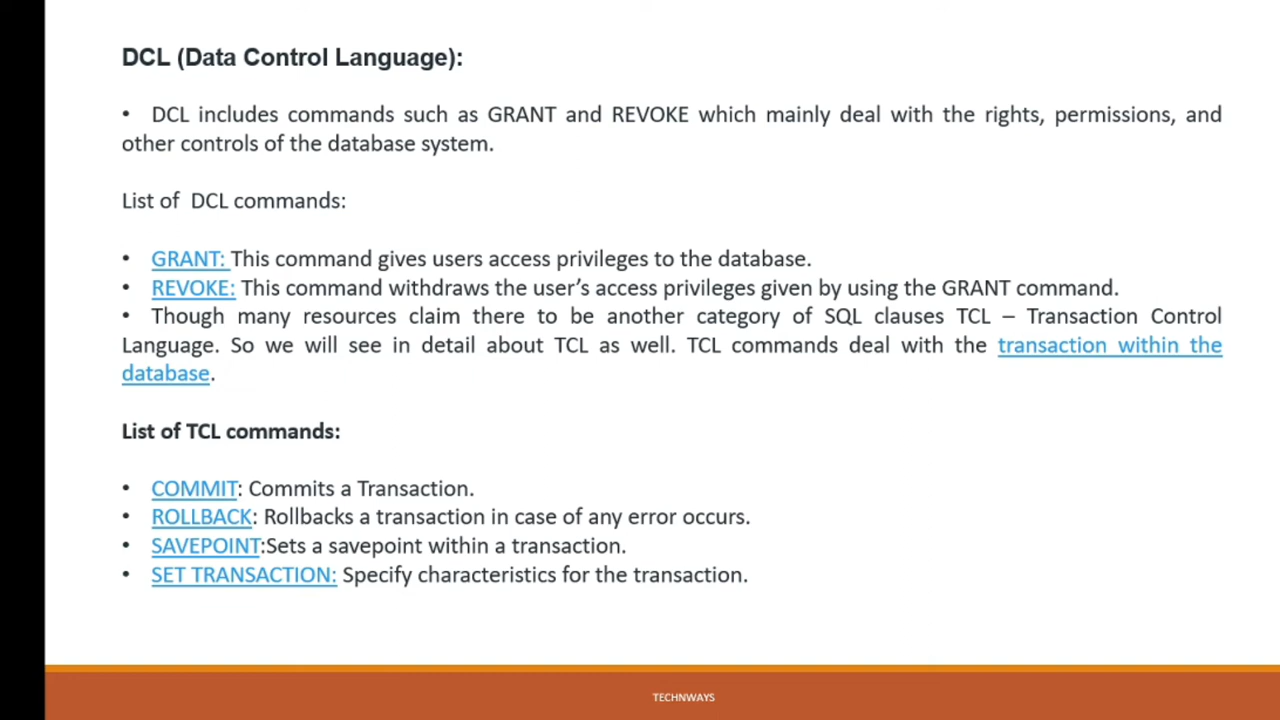 DCL (Data Control Language):
• DCL includes commands such as GRANT and REVOKE which mainly deal with the rights, permissions, and
other controls of the database system.
List of DCL commands:
• GRANT: This command gives users access privileges to the database.
• REVOKE: This command withdraws the user’s access privileges given by using the GRANT command.
• Though many resources claim there to be another category of SQL clauses TCL – Transaction Control
Language. So we will see in detail about TCL as well. TCL commands deal with the transaction within the
database.
List of TCL commands:
• COMMIT: Commits a Transaction.
• ROLLBACK: Rollbacks a transaction in case of any error occurs.
• SAVEPOINT:Sets a savepoint within a transaction.
• SET TRANSACTION: Specify characteristics for the transaction.
TECHNWAYS